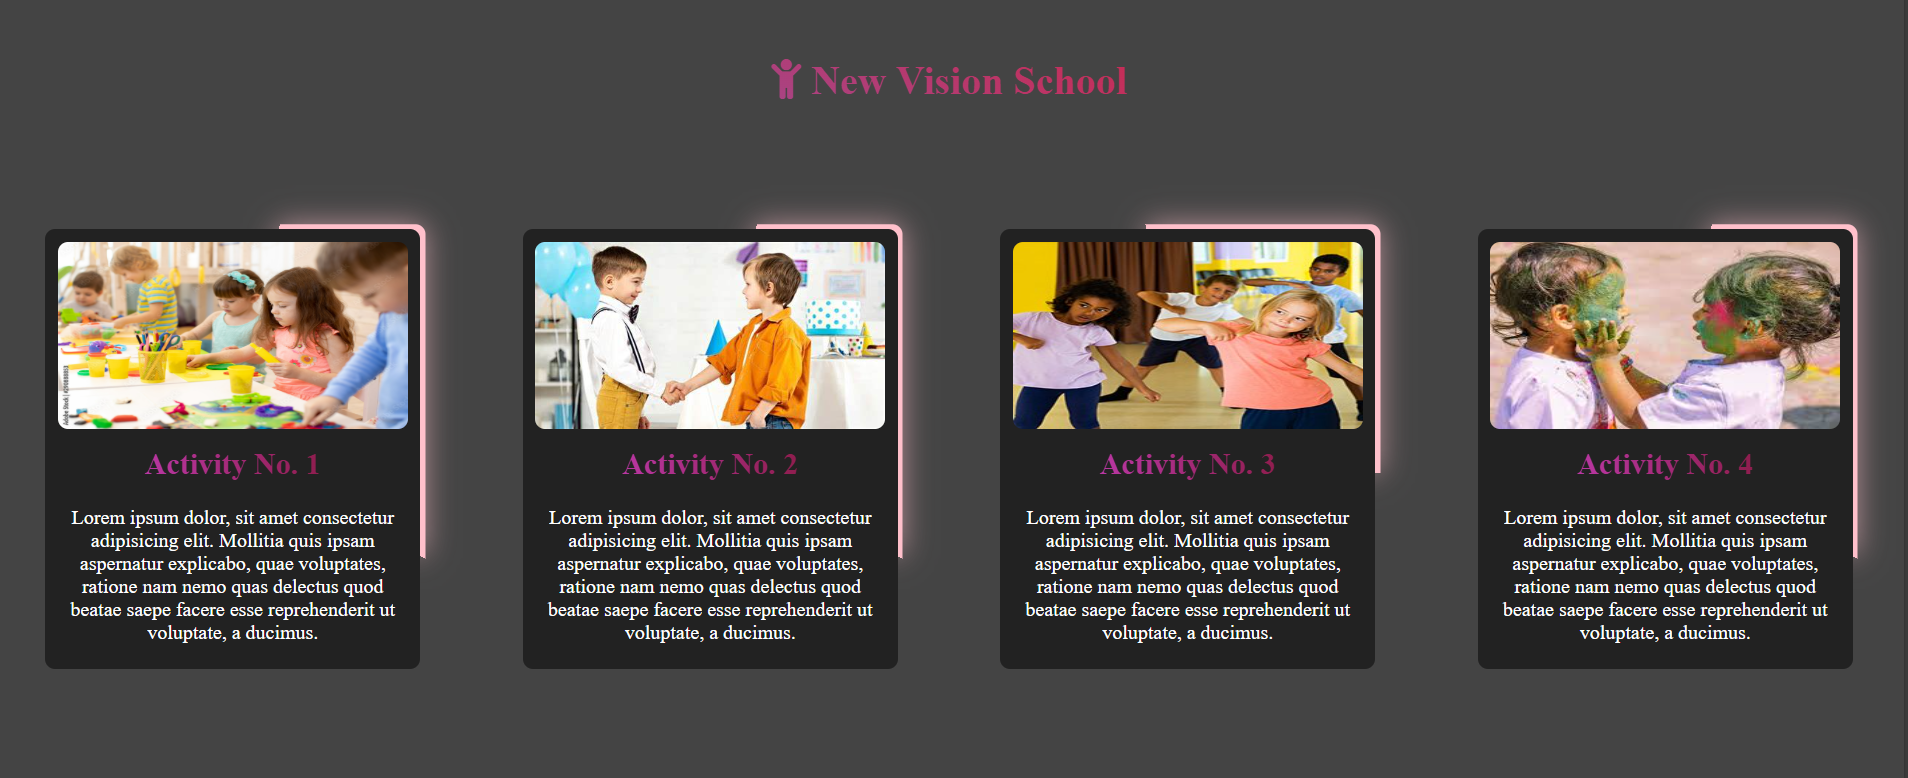 New Vision School
Activity No. 1
Lorem ipsum dolor, sit amet consectetur
adipisicing elit. Mollitia quis ipsam
aspernatur explicabo, quae voluptates,
ratione nam nemo quas delectus quod
beatae saepe facere esse reprehenderit ut
voluptate, a ducimus.
Activity No. 2
Lorem ipsum dolor, sit amet consectetur
adipisicing elit. Mollitia quis ipsam
aspernatur explicabo, quae voluptates,
ratione nam nemo quas delectus quod
beatae saepe facere esse reprehenderit ut
voluptate, a ducimus.
Activity No. 3
Lorem ipsum dolor, sit amet consectetur
adipisicing elit. Mollitia quis ipsam
aspernatur explicabo, quae voluptates,
ratione nam nemo quas delectus quod
beatae saepe facere esse reprehenderit ut
voluptate, a ducimus.
Activity No. 4
Lorem ipsum dolor, sit amet consectetur
adipisicing elit. Mollitia quis ipsam
aspernatur explicabo, quae voluptates,
ratione nam nemo quas delectus quod
beatae saepe facere esse reprehenderit ut
voluptate, a ducimus.